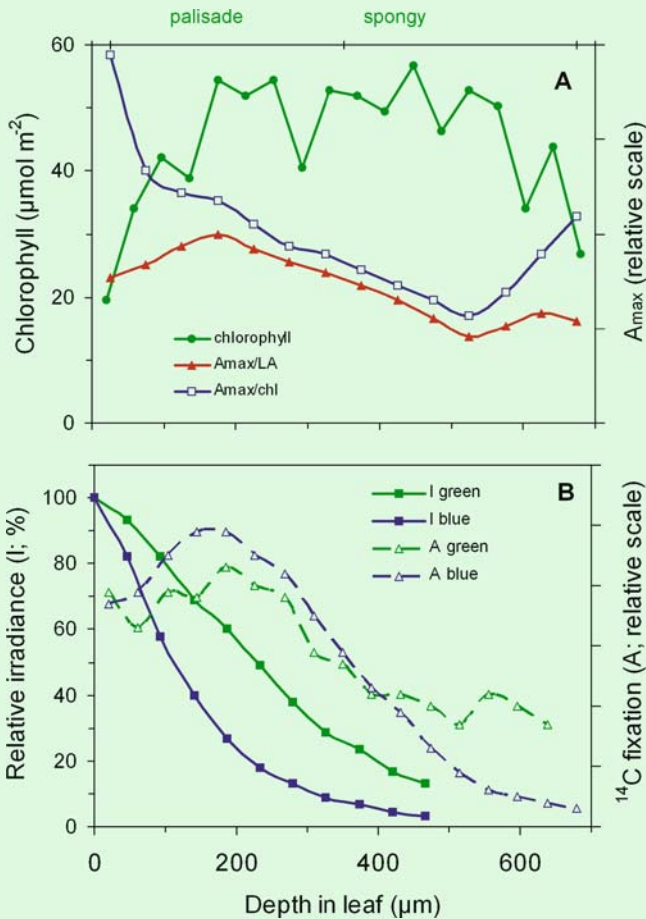 palisade spongy
60
40
20
0
Chlorophyll (µmol m⁻²)
A
Amax (relative scale)
chlorophyll
Amax/LA
Amax/chl
100
80
60
40
20
0
Relative irradiance (I; %)
B
I green
I blue
A green
A blue
¹⁴C fixation (A; relative scale)
0 200 400 600
Depth in leaf (µm)